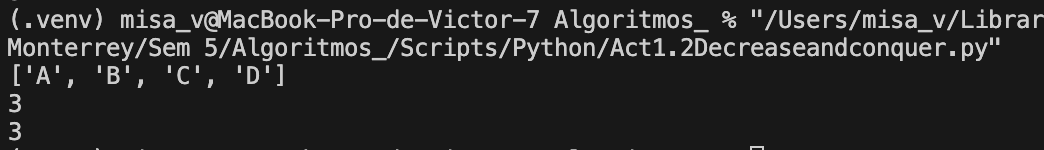 (.venv) misa_v@MacBook-Pro-de-Victor-7 Algoritmos_ % "/Users/misa_v/Librar
Monterrey/Sem 5/Algoritmos_/Scripts/Python/Act1.2Decreaseandconquer.py"
['A', 'B', 'C', 'D']
3
3